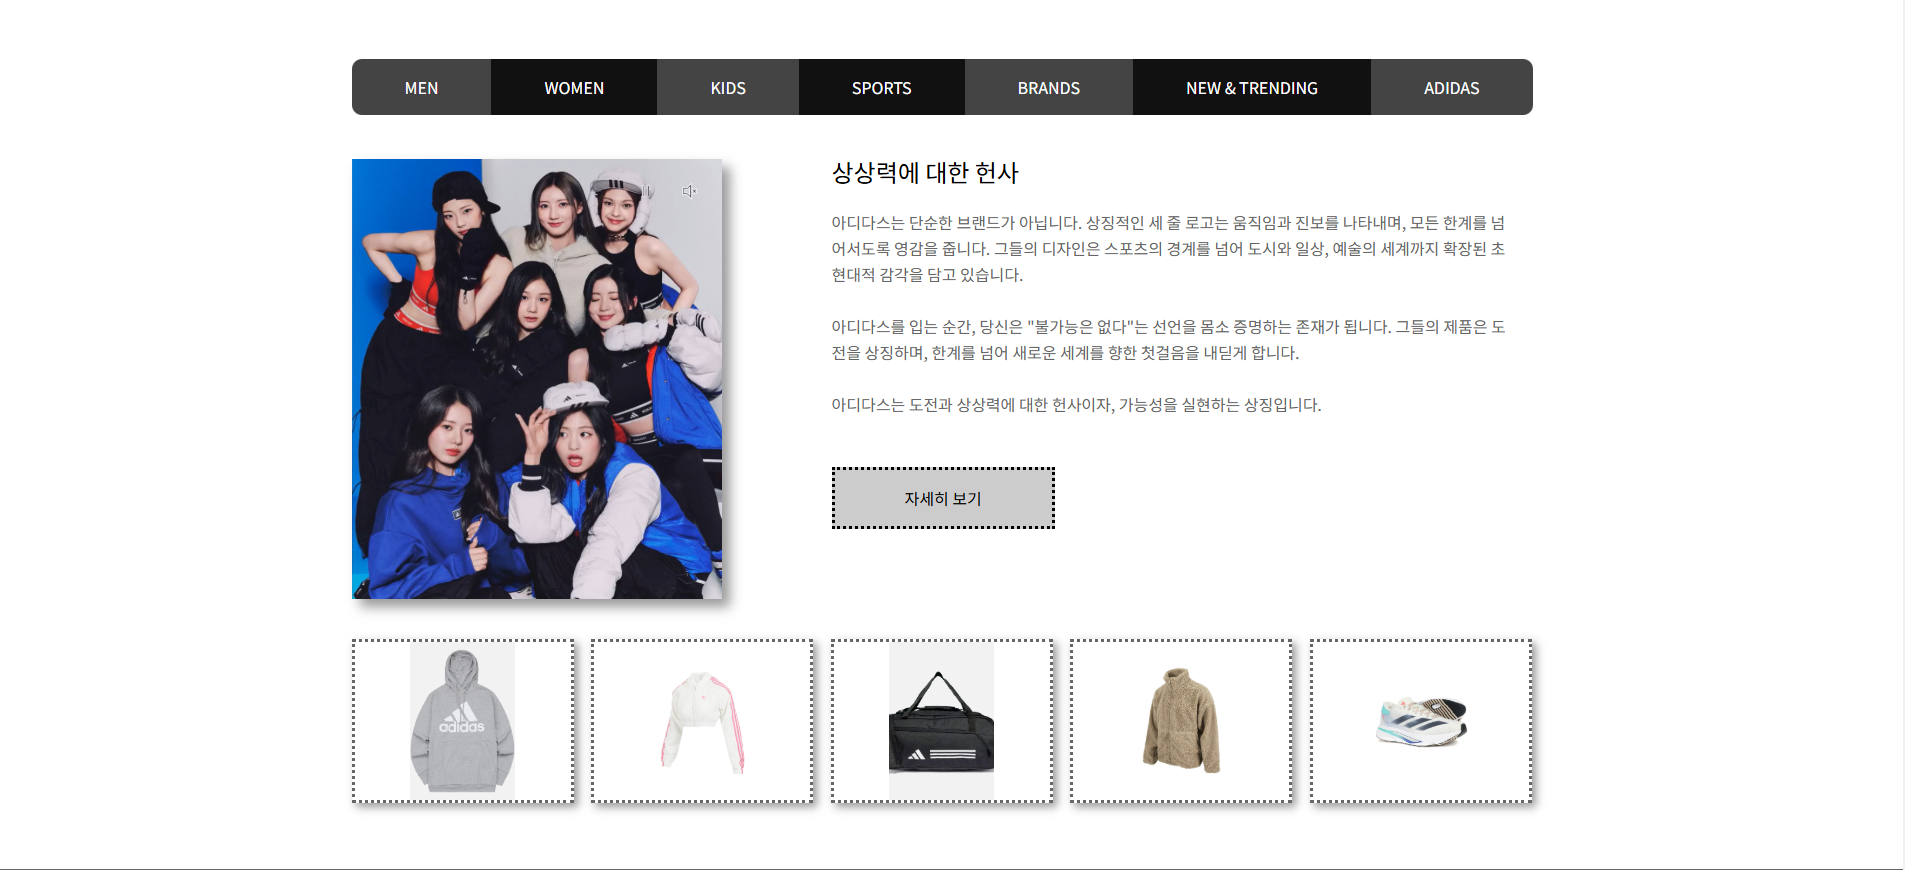 MEN WOMEN KIDS SPORTS BRANDS NEW & TRENDING ADIDAS
상상력에 대한 헌사
아디다스는 단순한 브랜드가 아닙니다. 상징적인 세 줄 로고는 움직임과 진보를 나타내며, 모든 한계를 넘
어서도록 영감을 줍니다. 그들의 디자인은 스포츠의 경계를 넘어 도시와 일상, 예술의 세계까지 확장된 초
현대적 감각을 담고 있습니다.
아디다스를 입는 순간, 당신은 "불가능은 없다"는 선언을 몸소 증명하는 존재가 됩니다. 그들의 제품은 도
전을 상징하며, 한계를 넘어 새로운 세계를 향한 첫걸음을 내딛게 합니다.
아디다스는 도전과 상상력에 대한 헌사이자, 가능성을 실현하는 상징입니다.
자세히 보기
adidas